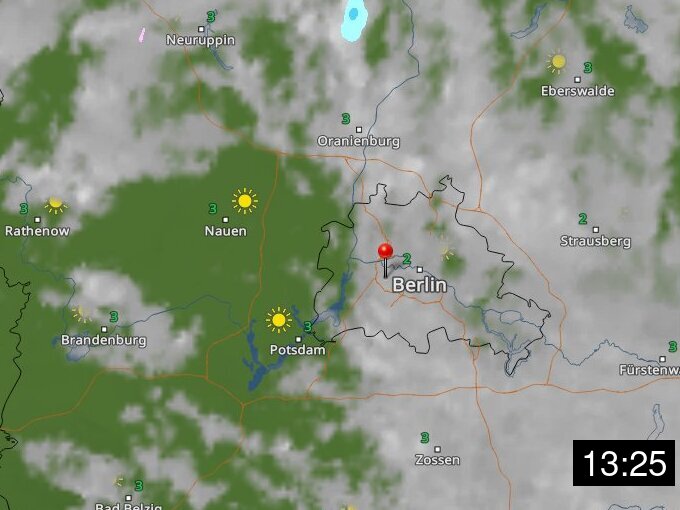 3
Neuruppin
3
Eberswalde
3
Oranienburg
3
Rathenow
3
Nauen
2
Strausberg
2
Berlin
3
Brandenburg
3
Potsdam
3
Fürstenwa
3
Zossen
13:25
3
Bad Belzig